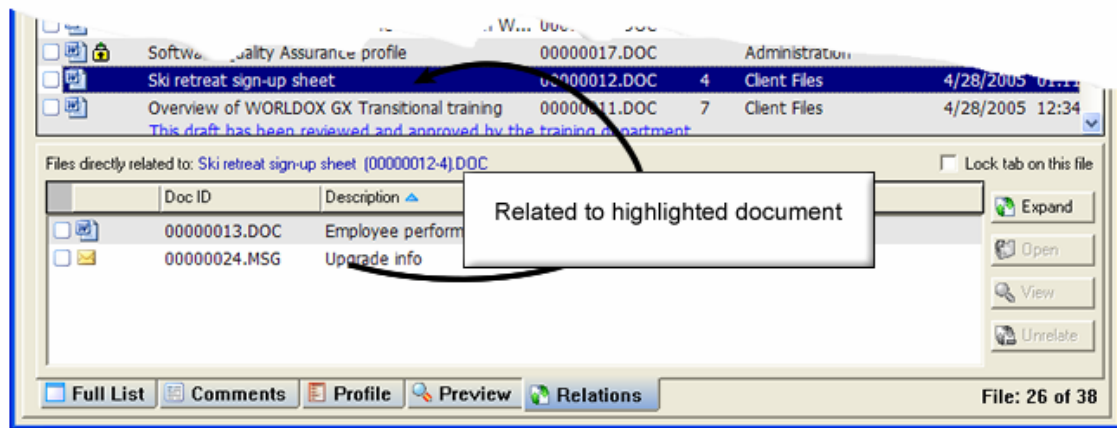 W...
Software Quality Assurance profile 00000017.DOC Administration
Ski retreat sign-up sheet 00000012.DOC 4 Client Files 4/28/2005 01:11
Overview of WORLDOX GX Transitional training 00000011.DOC 7 Client Files 4/28/2005 12:34
This draft has been reviewed and approved by the training department
Files directly related to: Ski retreat sign-up sheet (00000012-4).DOC Lock tab on this file
Doc ID Description
Related to highlighted document
Expand
00000013.DOC Employee perform
00000024.MSG Upgrade info
Open
View
Unrelate
Full List Comments Profile Preview Relations File: 26 of 38